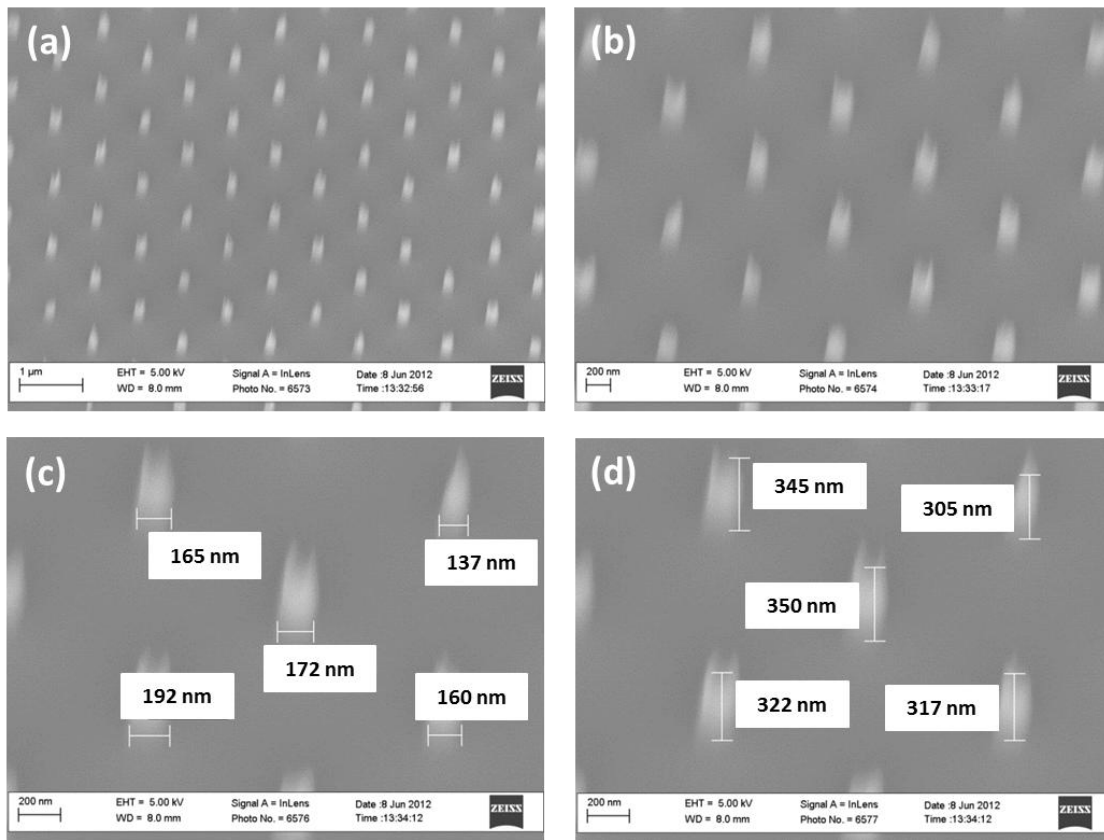 (a)
1 µm
EHT = 5.00 kV
WD = 8.0 mm
Signal A = InLens
Photo No. = 6573
Date :8 Jun 2012
Time :13:32:56
ZEISS
(b)
200 nm
EHT = 5.00 kV
WD = 8.0 mm
Signal A = InLens
Photo No. = 6574
Date :8 Jun 2012
Time :13:33:17
ZEISS
(c)
165 nm
137 nm
172 nm
192 nm
160 nm
200 nm
EHT = 5.00 kV
WD = 8.0 mm
Signal A = InLens
Photo No. = 6576
Date :8 Jun 2012
Time :13:34:12
ZEISS
(d)
345 nm
305 nm
350 nm
322 nm
317 nm
200 nm
EHT = 5.00 kV
WD = 8.0 mm
Signal A = InLens
Photo No. = 6577
Date :8 Jun 2012
Time :13:34:12
ZEISS